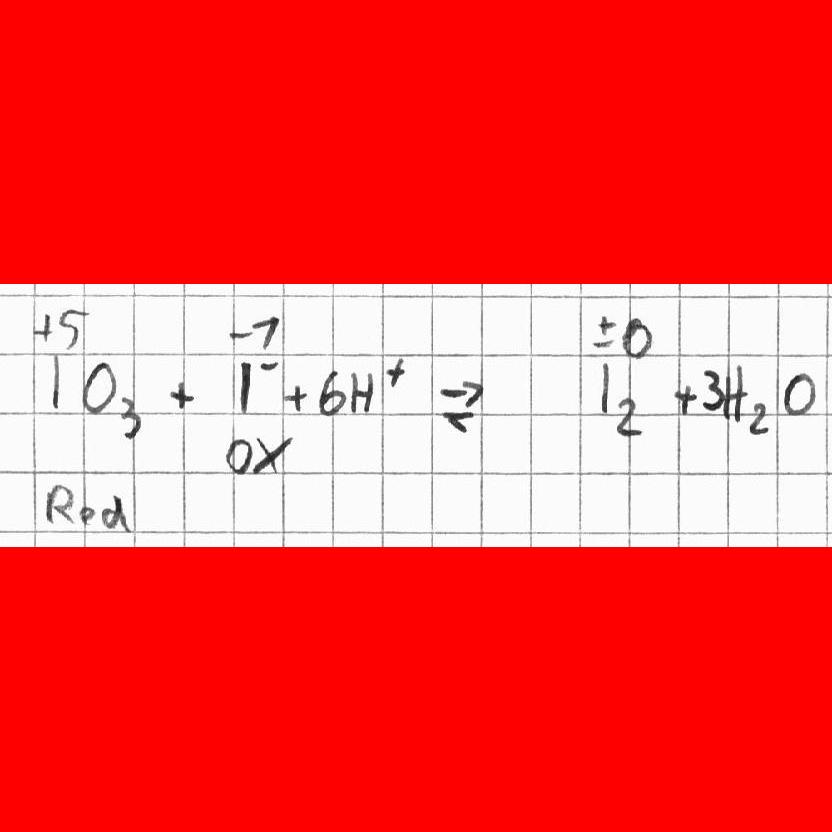 +5 -1 ±0
IO₃ + I⁻ + 6H⁺ ⇌ I₂ + 3H₂O
OX
Red